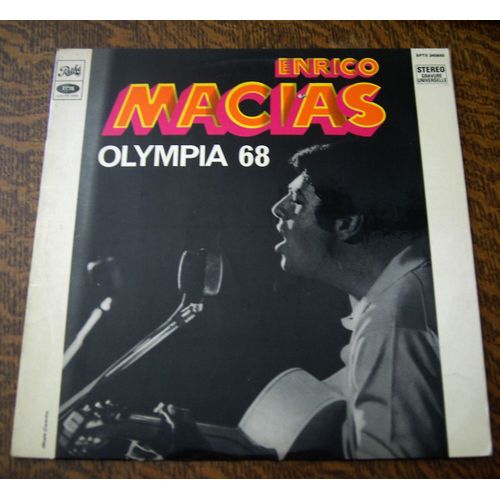 Pathé
ENRICO
MACIAS
OLYMPIA 68
STEREO
GRAVURE
UNIVERSELLE